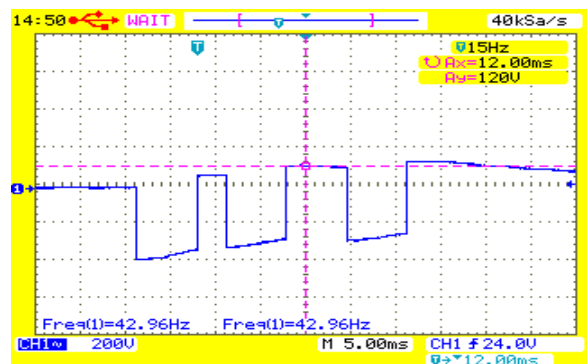 14:50 WAIT [ T ] 40kSa/s
T
T 15Hz
Ax=12.00ms
Ay=120V
1
Freq(1)=42.96Hz Freq(1)=42.96Hz
CH1~ 200V M 5.00ms CH1 ƒ24.0V
T→▾12.00ms